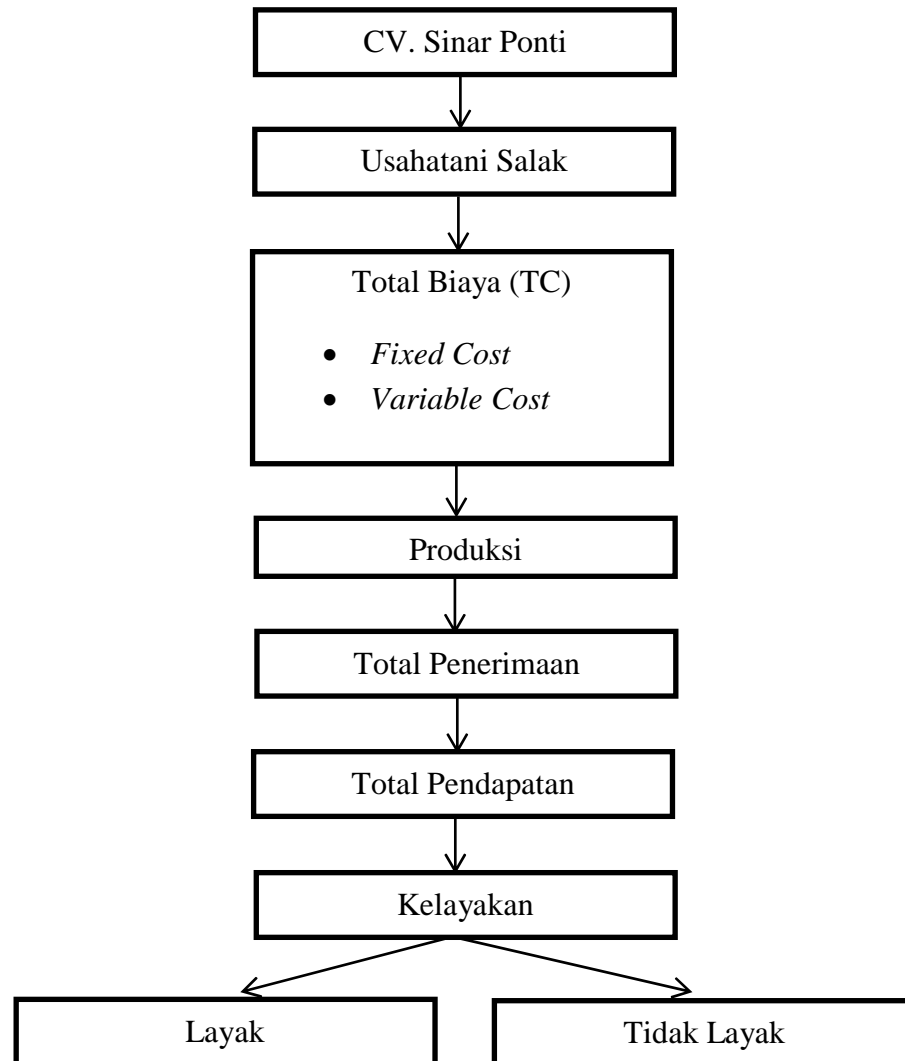 CV. Sinar Ponti
Usahatani Salak
Total Biaya (TC)
• Fixed Cost
• Variable Cost
Produksi
Total Penerimaan
Total Pendapatan
Kelayakan
Layak
Tidak Layak